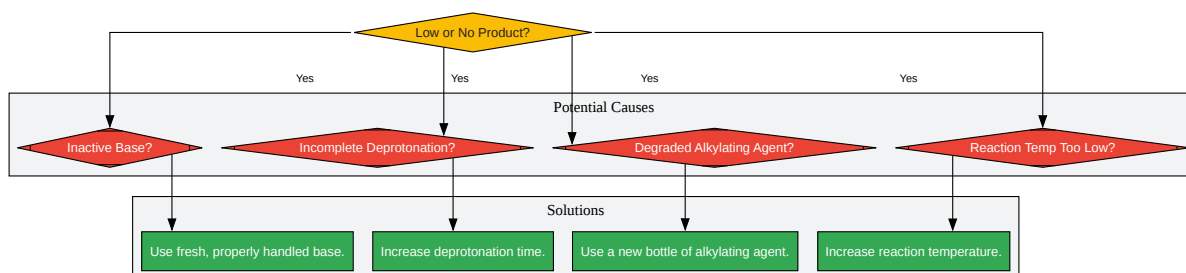 Low or No Product?
Yes
Yes
Yes
Yes
Potential Causes
Inactive Base?
Incomplete Deprotonation?
Degraded Alkylating Agent?
Reaction Temp Too Low?
Solutions
Use fresh, properly handled base.
Increase deprotonation time.
Use a new bottle of alkylating agent.
Increase reaction temperature.